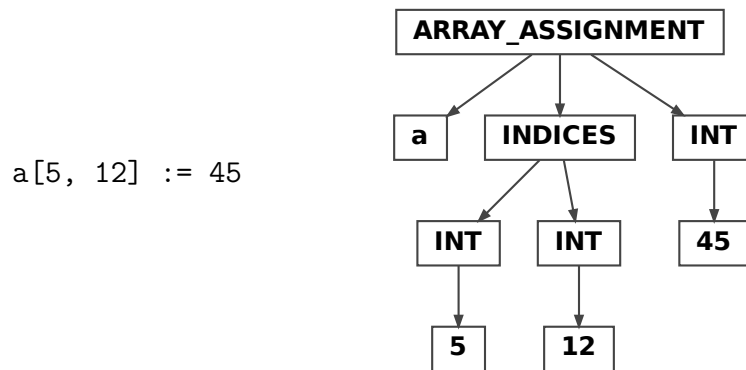 ARRAY_ASSIGNMENT
a INDICES INT
a[5, 12] := 45
INT INT 45
5 12